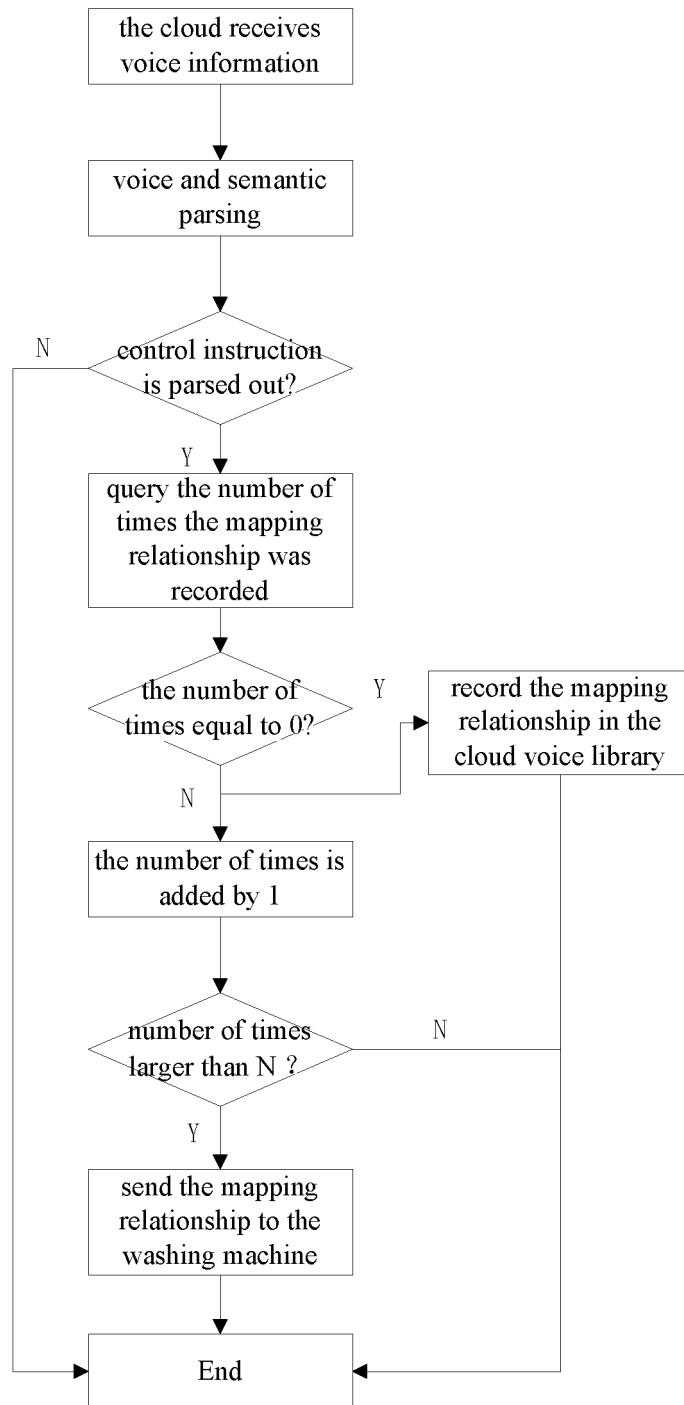 the cloud receives
voice information
voice and semantic
parsing
N
control instruction
is parsed out?
Y
query the number of
times the mapping
relationship was
recorded
the number of
times equal to 0?
Y
record the mapping
relationship in the
cloud voice library
N
the number of times is
added by 1
number of times
larger than N ?
N
Y
send the mapping
relationship to the
washing machine
End